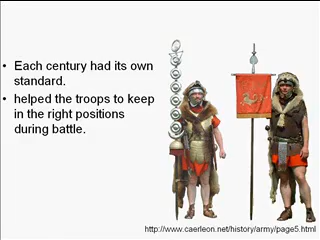 • Each century had its own
standard.
• helped the troops to keep
in the right positions
during battle.
http://www.caerleon.net/history/army/page5.html